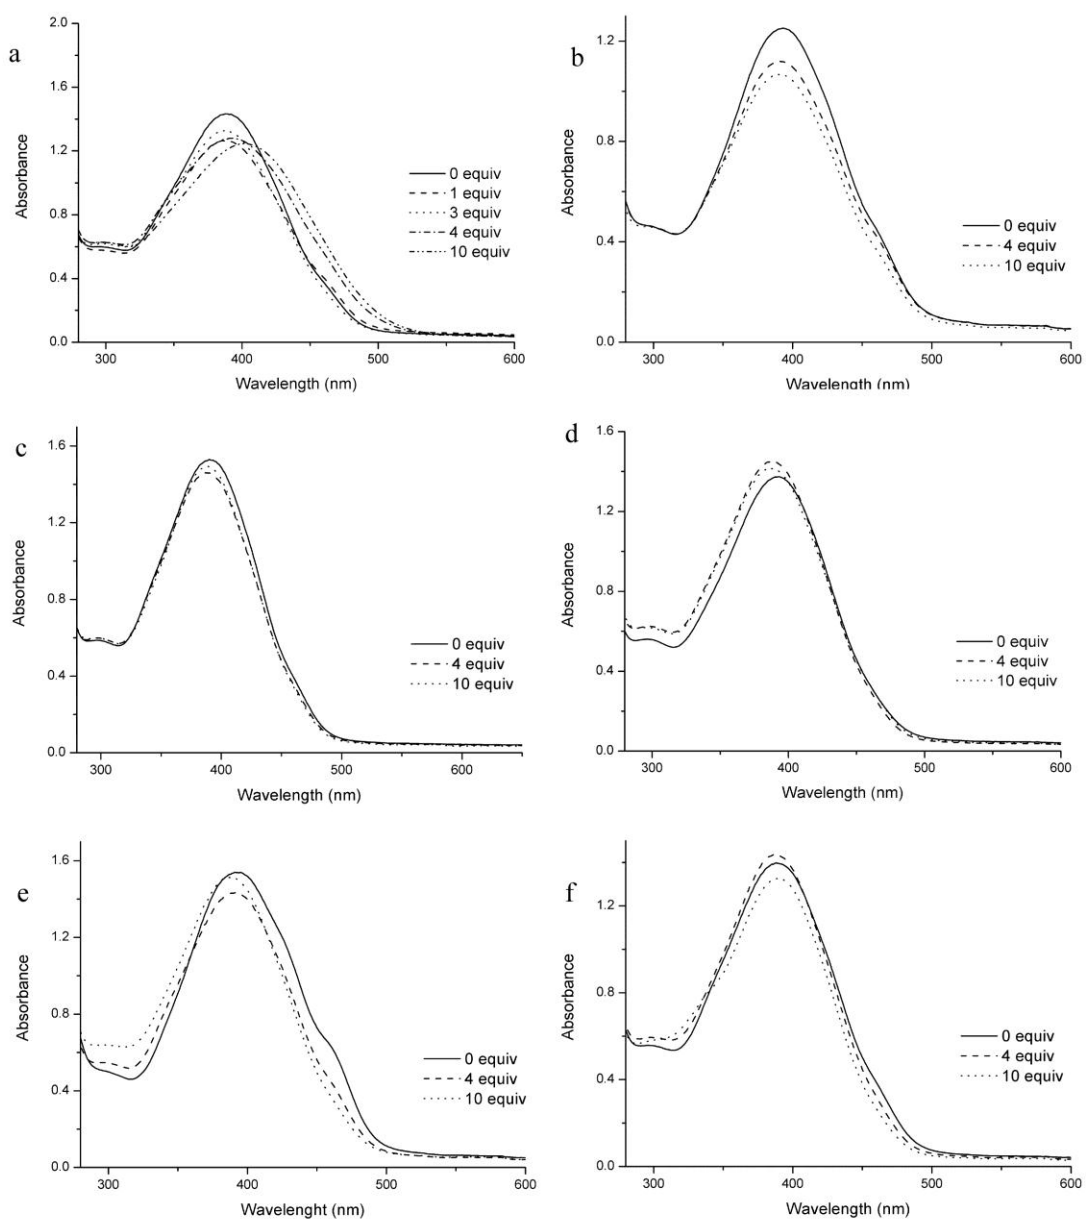 a
2.0
1.6
1.2
0.8
0.4
0.0
Absorbance
0 equiv
1 equiv
3 equiv
4 equiv
10 equiv
300 400 500 600
Wavelength (nm)
b
1.2
0.8
0.4
0.0
Absorbance
0 equiv
4 equiv
10 equiv
300 400 500 600
Wavelength (nm)
c
1.6
1.2
0.8
0.4
0.0
Absorbance
0 equiv
4 equiv
10 equiv
300 400 500 600
Wavelength (nm)
d
1.6
1.2
0.8
0.4
0.0
Absorbance
0 equiv
4 equiv
10 equiv
300 400 500 600
Wavelength (nm)
e
1.6
1.2
0.8
0.4
0.0
Absorbance
0 equiv
4 equiv
10 equiv
300 400 500 600
Wavelenght (nm)
f
1.2
0.8
0.4
0.0
Absorbance
0 equiv
4 equiv
10 equiv
300 400 500 600
Wavelength (nm)